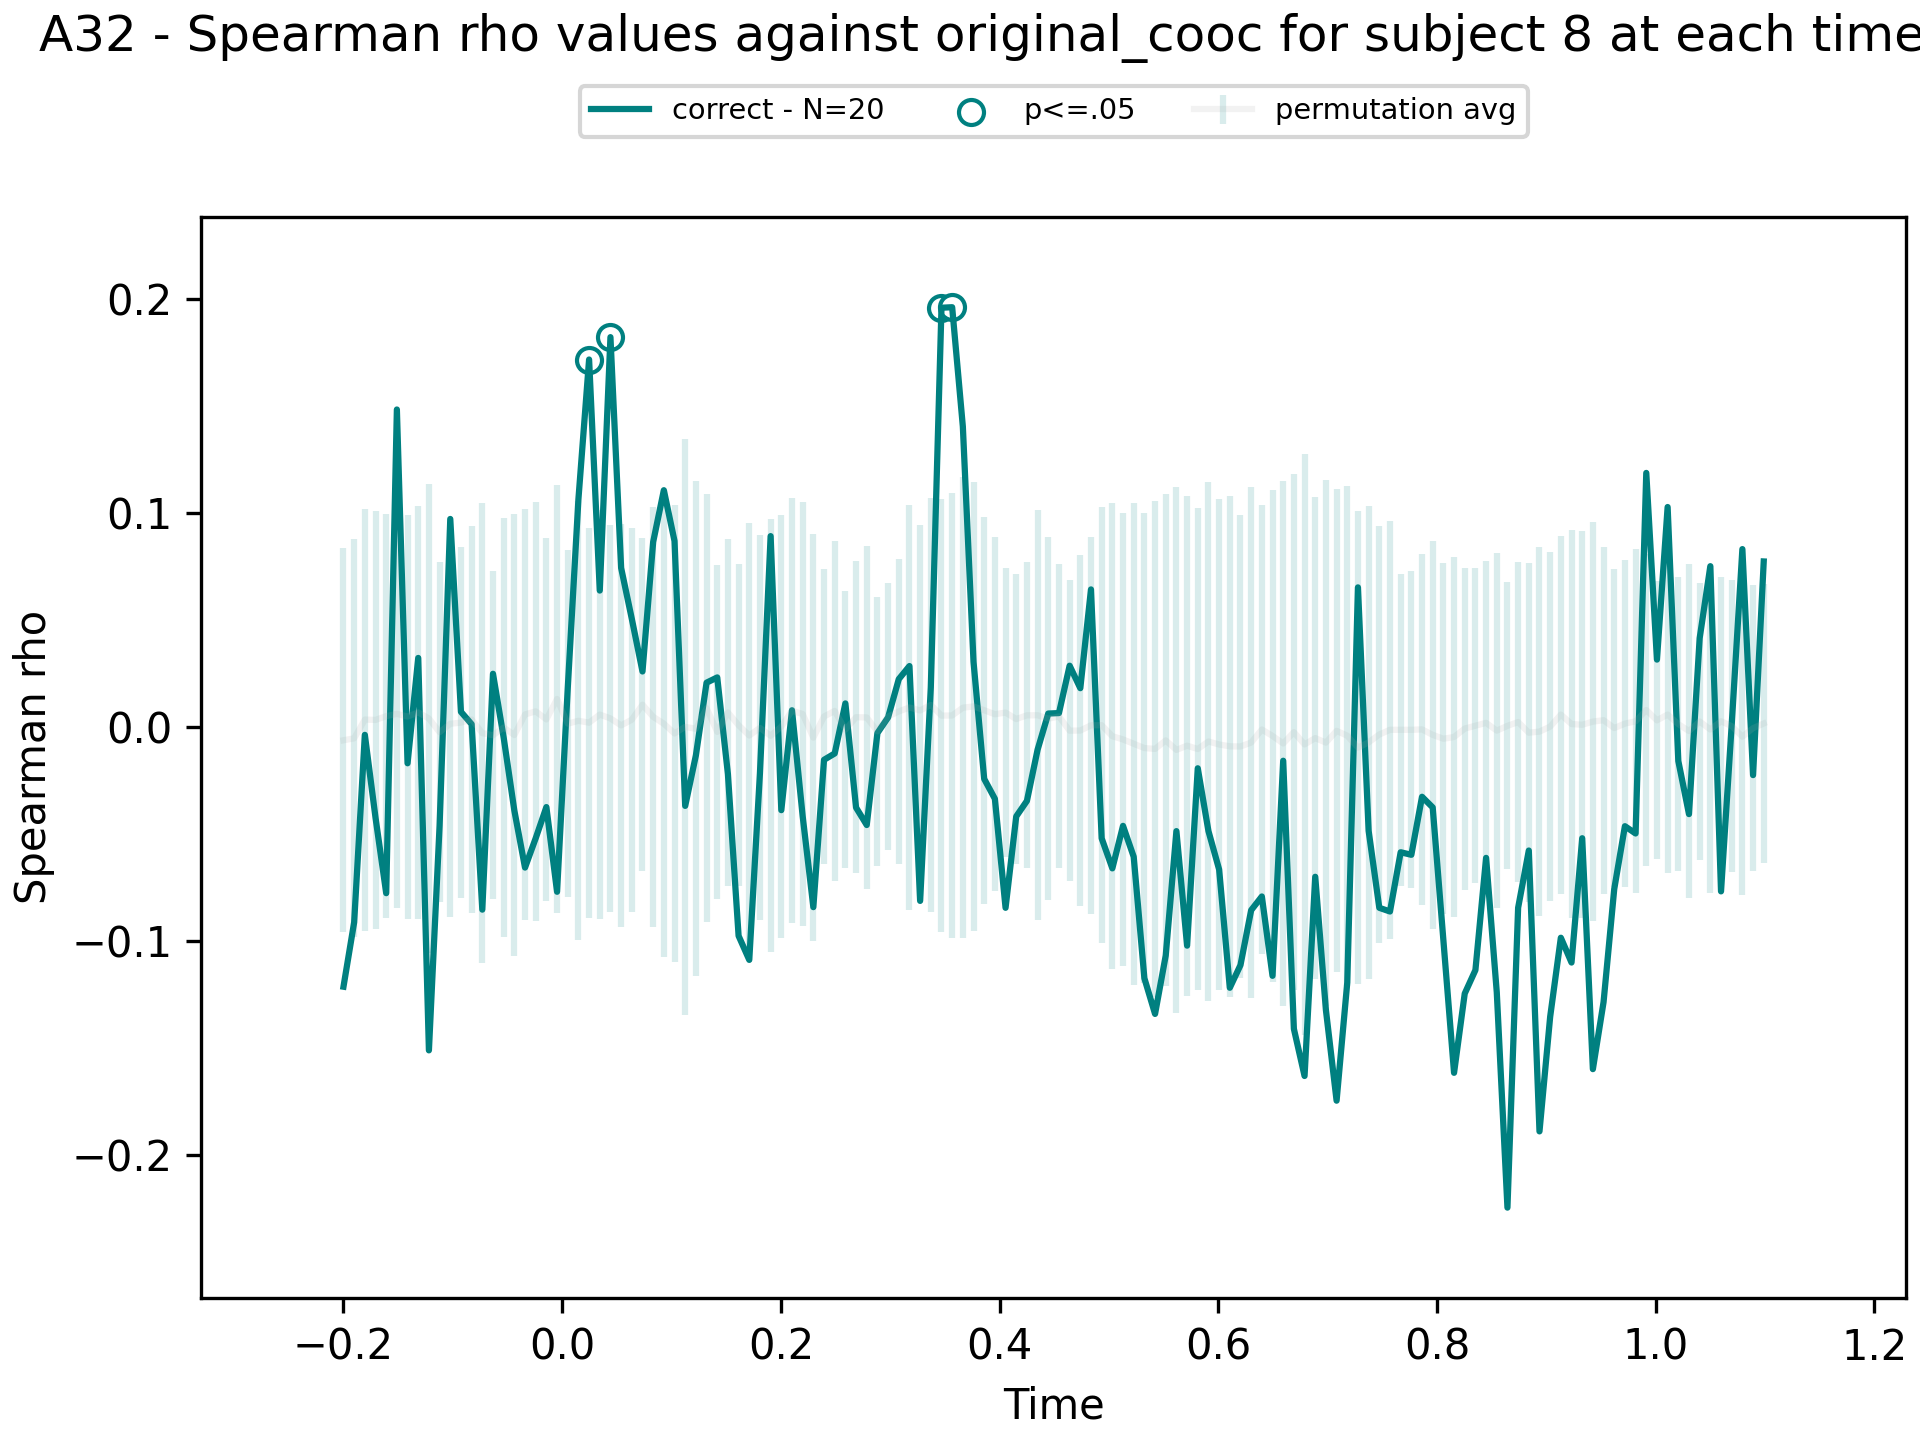 A32 - Spearman rho values against original_cooc for subject 8 at each time
correct - N=20
p<=.05
permutation avg
Spearman rho
0.2
0.1
0.0
−0.1
−0.2
−0.2 0.0 0.2 0.4 0.6 0.8 1.0 1.2
Time